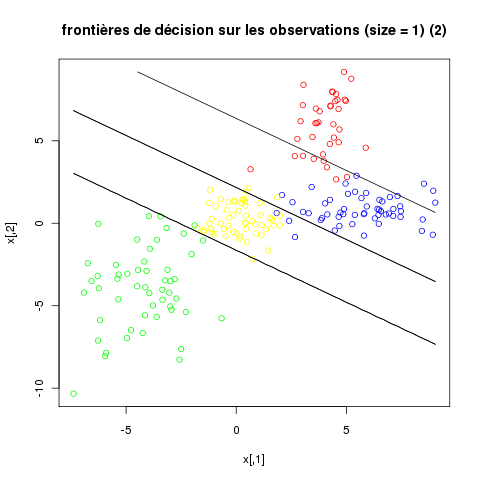 frontières de décision sur les observations (size = 1) (2)
x[,2]
5
0
-5
-10
-5
0
5
x[,1]